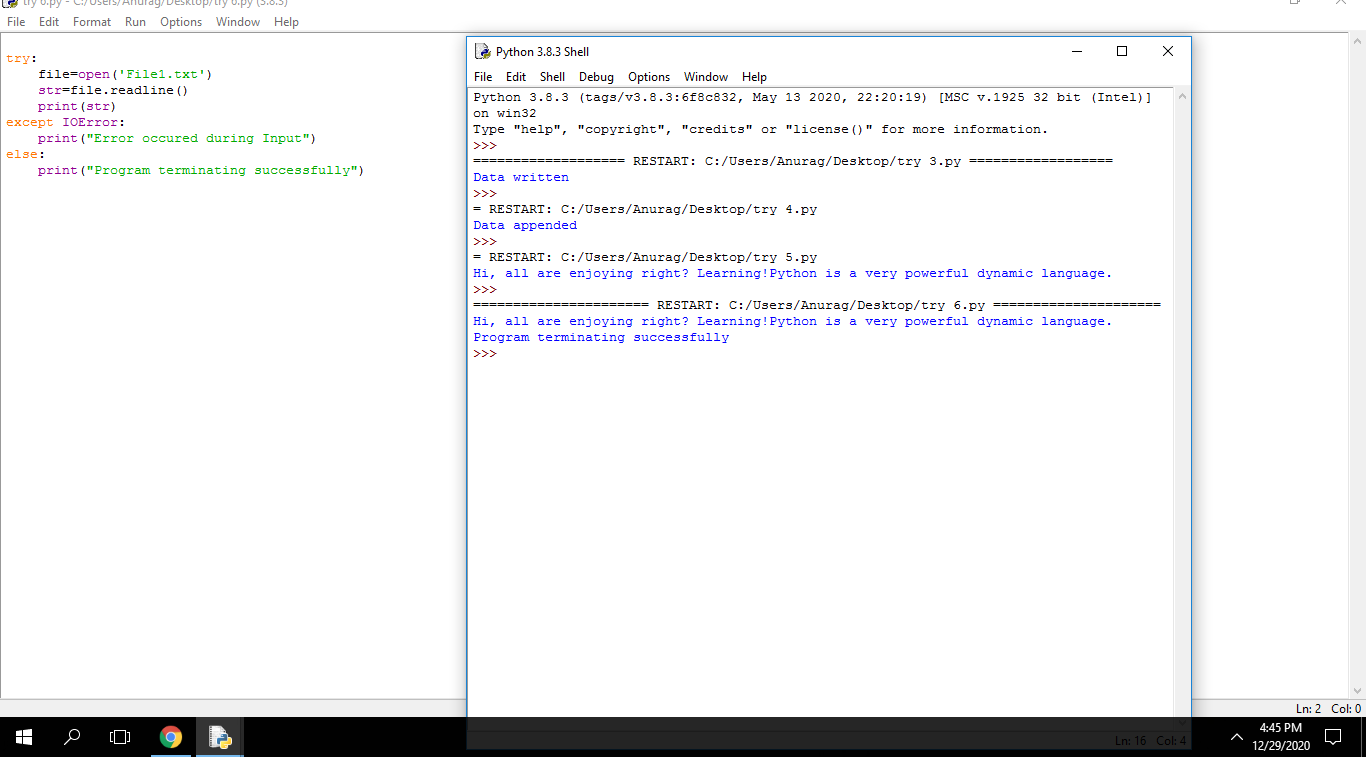 try 6.py - C:/Users/Anurag/Desktop/try 6.py (3.8.3)
File Edit Format Run Options Window Help
try:
    file=open('File1.txt')
    str=file.readline()
    print(str)
except IOError:
    print("Error occured during Input")
else:
    print("Program terminating successfully")
Python 3.8.3 Shell
File Edit Shell Debug Options Window Help
Python 3.8.3 (tags/v3.8.3:6f8c832, May 13 2020, 22:20:19) [MSC v.1925 32 bit (Intel)]
on win32
Type "help", "copyright", "credits" or "license()" for more information.
>>>
=================== RESTART: C:/Users/Anurag/Desktop/try 3.py ==================
Data written
>>>
= RESTART: C:/Users/Anurag/Desktop/try 4.py
Data appended
>>>
= RESTART: C:/Users/Anurag/Desktop/try 5.py
Hi, all are enjoying right? Learning!Python is a very powerful dynamic language.
>>>
====================== RESTART: C:/Users/Anurag/Desktop/try 6.py =====================
Hi, all are enjoying right? Learning!Python is a very powerful dynamic language.
Program terminating successfully
>>>
Ln: 2 Col: 0
Ln: 16 Col: 4
4:45 PM
12/29/2020